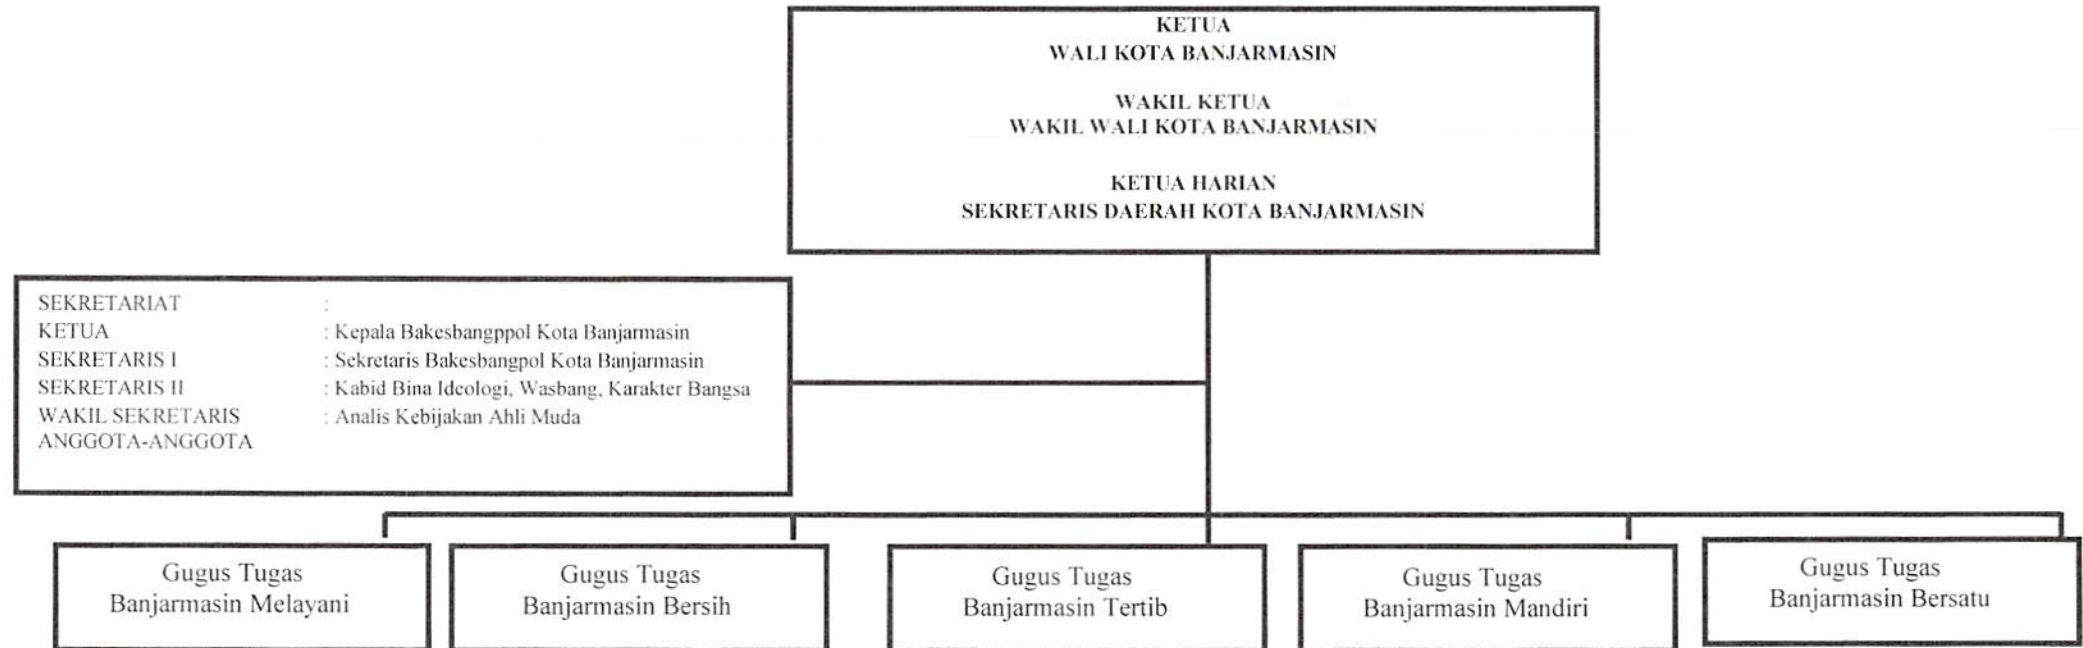 KETUA
WALI KOTA BANJARMASIN
WAKIL KETUA
WAKIL WALI KOTA BANJARMASIN
KETUA HARIAN
SEKRETARIS DAERAH KOTA BANJARMASIN
SEKRETARIAT :
KETUA : Kepala Bakesbangppol Kota Banjarmasin
SEKRETARIS I : Sekretaris Bakesbangpol Kota Banjarmasin
SEKRETARIS II : Kabid Bina Ideologi, Wasbang, Karakter Bangsa
WAKIL SEKRETARIS : Analis Kebijakan Ahli Muda
ANGGOTA-ANGGOTA
Gugus Tugas
Banjarmasin Melayani
Gugus Tugas
Banjarmasin Bersih
Gugus Tugas
Banjarmasin Tertib
Gugus Tugas
Banjarmasin Mandiri
Gugus Tugas
Banjarmasin Bersatu